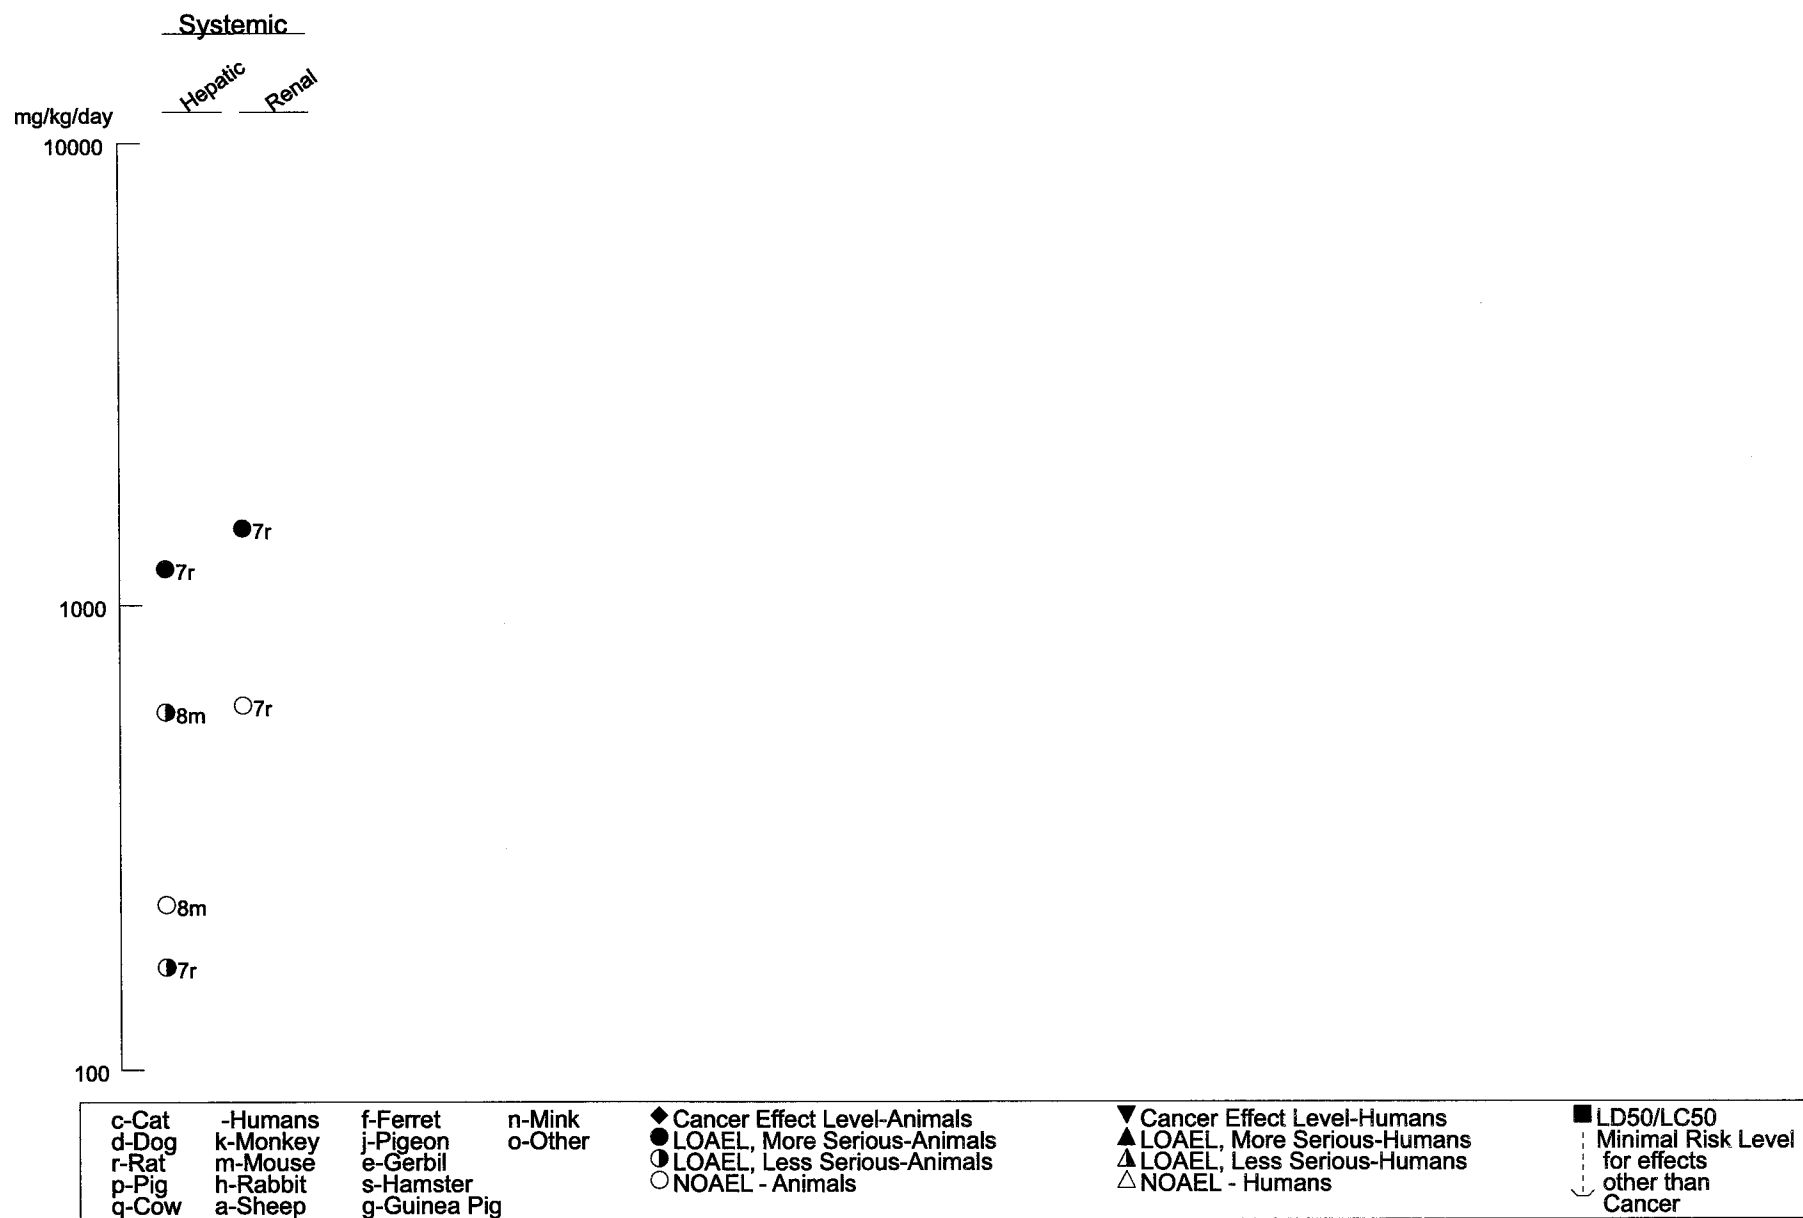 Systemic
Hepatic Renal
mg/kg/day
10000
7r
7r
1000
8m 7r
8m
7r
100
c-Cat -Humans f-Ferret n-Mink Cancer Effect Level-Animals Cancer Effect Level-Humans LD50/LC50
d-Dog k-Monkey j-Pigeon o-Other LOAEL, More Serious-Animals LOAEL, More Serious-Humans Minimal Risk Level
r-Rat m-Mouse e-Gerbil LOAEL, Less Serious-Animals LOAEL, Less Serious-Humans for effects
p-Pig h-Rabbit s-Hamster NOAEL - Animals NOAEL - Humans other than
q-Cow a-Sheep g-Guinea Pig Cancer